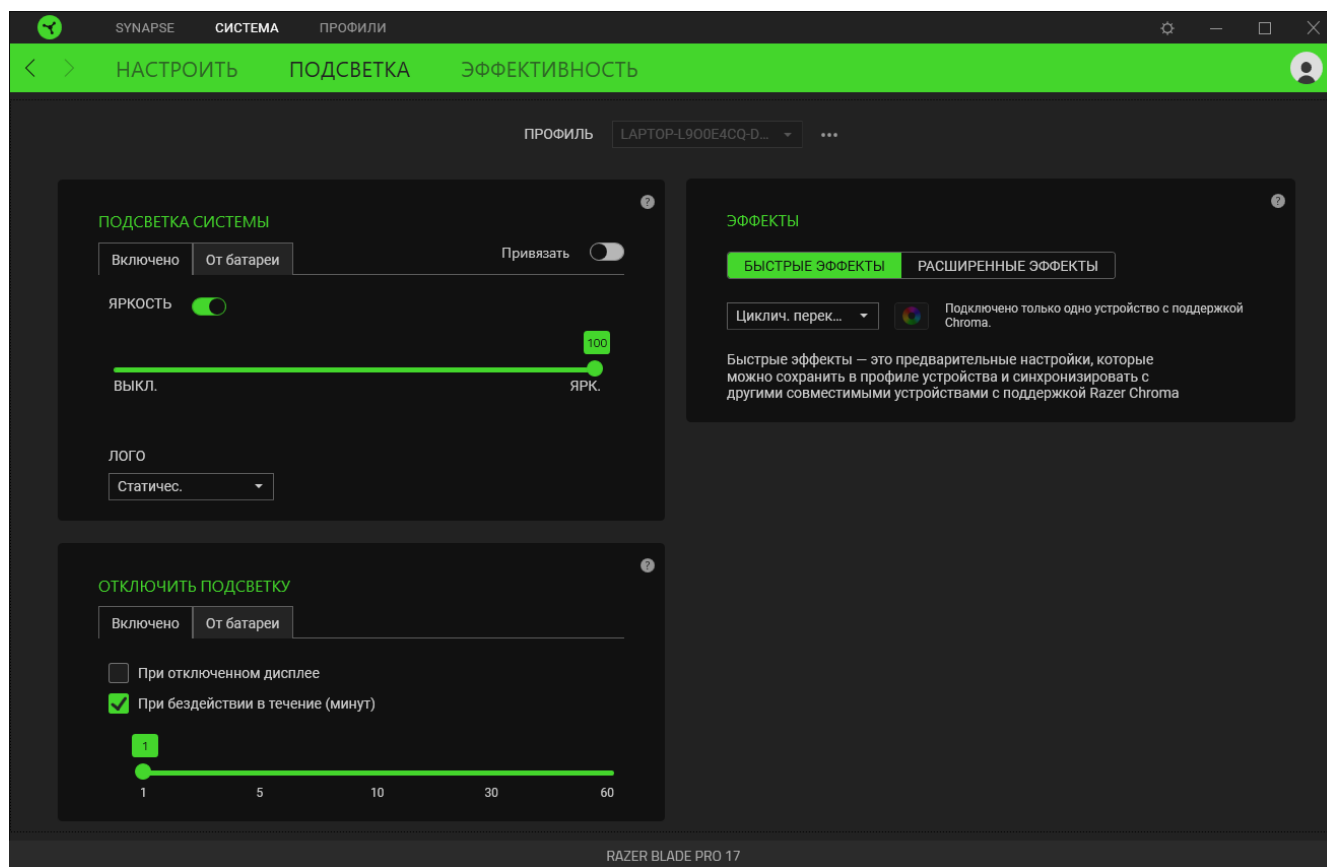 SYNAPSE СИСТЕМА ПРОФИЛИ
НАСТРОИТЬ ПОДСВЕТКА ЭФФЕКТИВНОСТЬ
ПРОФИЛЬ LAPTOP-L9O0E4CQ-D...
ПОДСВЕТКА СИСТЕМЫ
Включено От батареи Привязать
ЯРКОСТЬ
100
ВЫКЛ. ЯРК.
ЛОГО
Статичес.
ОТКЛЮЧИТЬ ПОДСВЕТКУ
Включено От батареи
При отключенном дисплее
При бездействии в течение (минут)
1
1 5 10 30 60
ЭФФЕКТЫ
БЫСТРЫЕ ЭФФЕКТЫ РАСШИРЕННЫЕ ЭФФЕКТЫ
Циклич. перек...
Подключено только одно устройство с поддержкой
Chroma.
Быстрые эффекты — это предварительные настройки, которые
можно сохранить в профиле устройства и синхронизировать с
другими совместимыми устройствами с поддержкой Razer Chroma
RAZER BLADE PRO 17